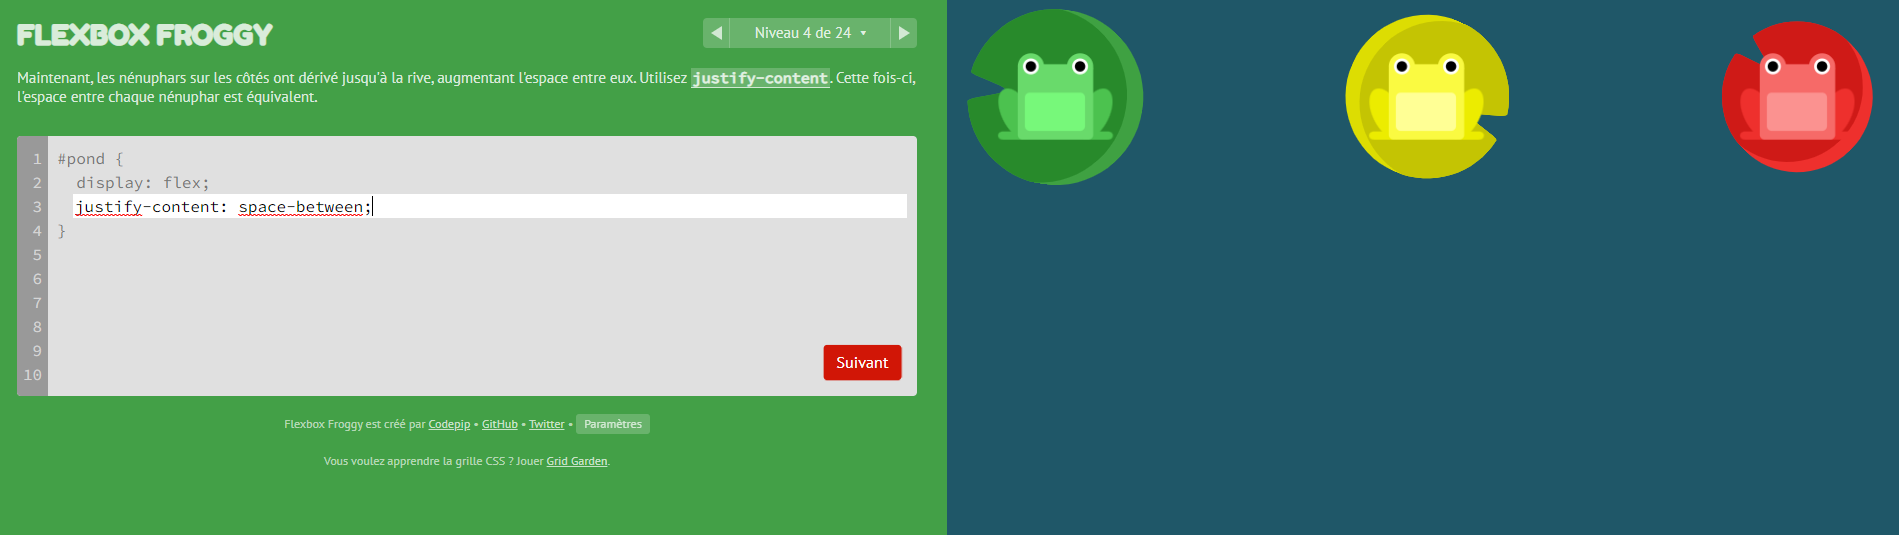 FLEXBOX FROGGY
Niveau 4 de 24 ▾
Maintenant, les nénuphars sur les côtés ont dérivé jusqu'à la rive, augmentant l'espace entre eux. Utilisez justify-content. Cette fois-ci,
l'espace entre chaque nénuphar est équivalent.
1 #pond {
2 display: flex;
3 justify-content: space-between;
4 }
5
6
7
8
9
10
Suivant
Flexbox Froggy est créé par Codepip • GitHub • Twitter • Paramètres
Vous voulez apprendre la grille CSS ? Jouer Grid Garden.